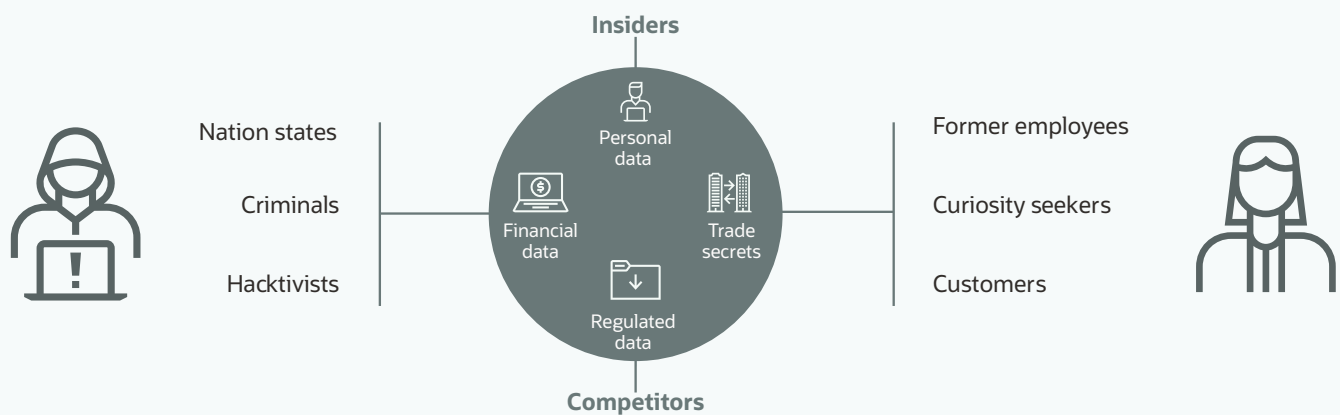 Insiders
Nation states
Criminals
Hacktivists
Personal
data
Financial
data
Trade
secrets
Regulated
data
Former employees
Curiosity seekers
Customers
Competitors